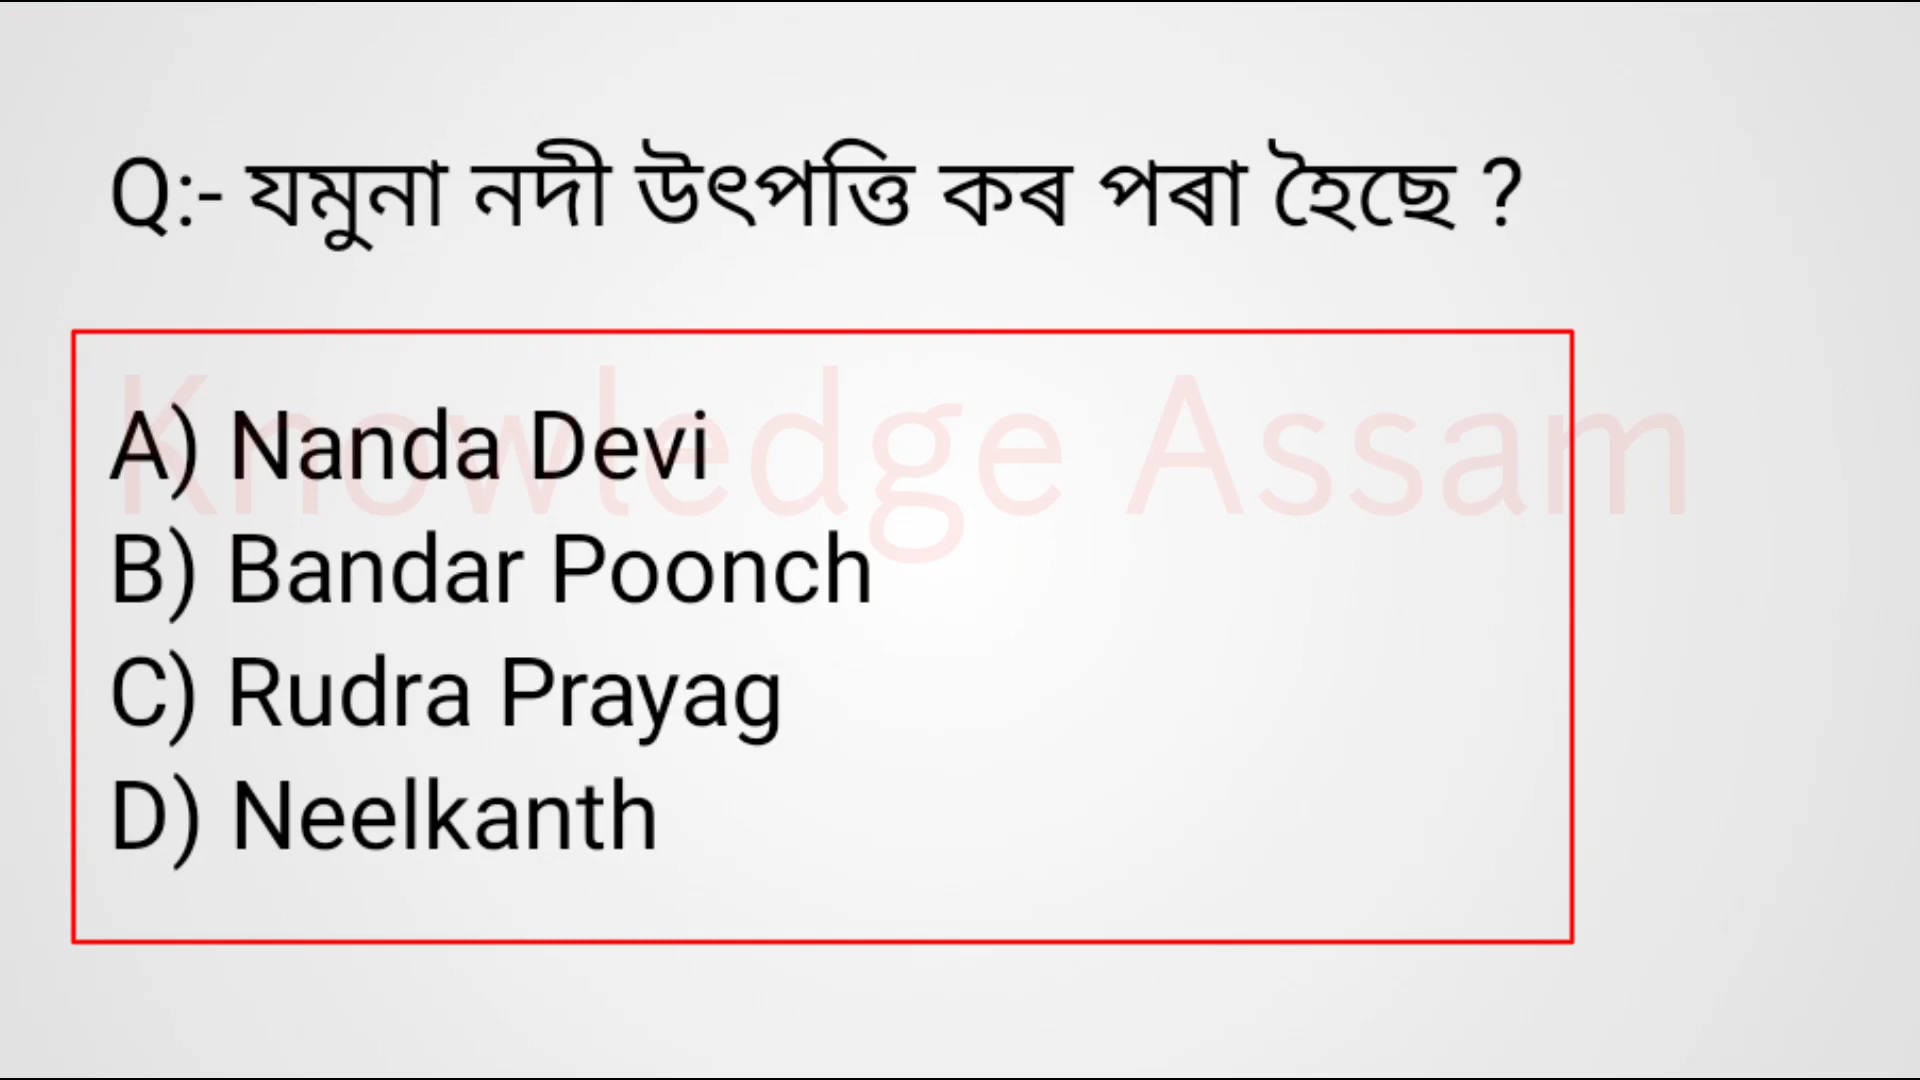 Q:- যমুনা নদী উৎপত্তি কৰ পৰা হৈছে ?
Knowledge Assam
A) Nanda Devi
B) Bandar Poonch
C) Rudra Prayag
D) Neelkanth